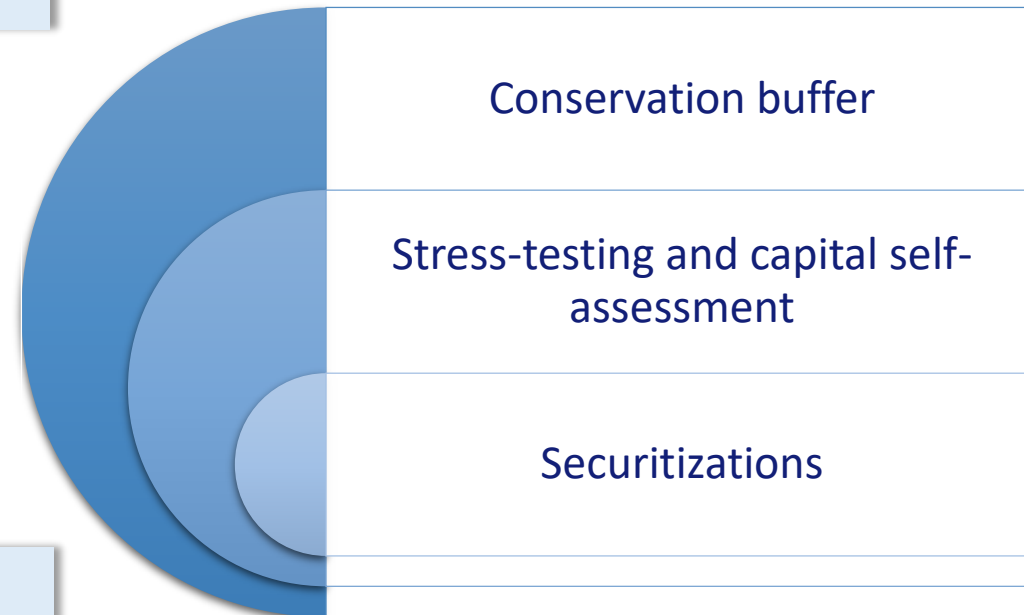 Conservation buffer
Stress-testing and capital self-
assessment
Securitizations